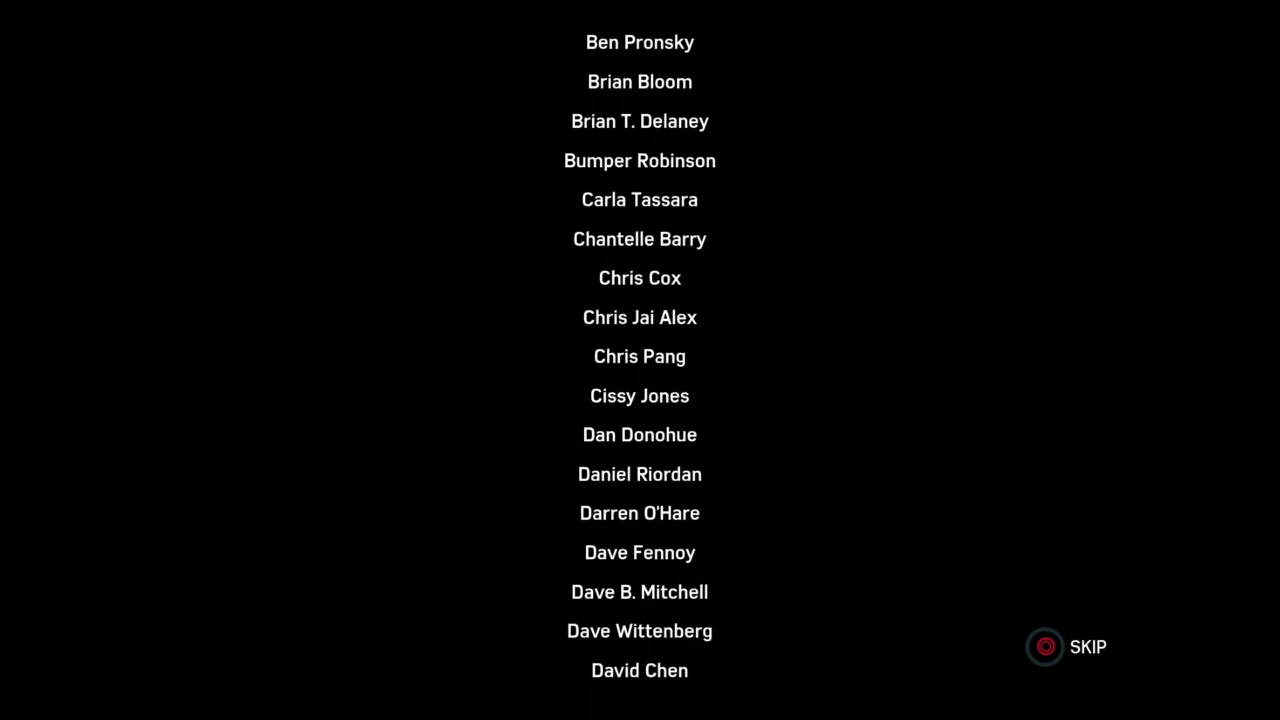 Ben Pronsky
Brian Bloom
Brian T. Delaney
Bumper Robinson
Carla Tassara
Chantelle Barry
Chris Cox
Chris Jai Alex
Chris Pang
Cissy Jones
Dan Donohue
Daniel Riordan
Darren O'Hare
Dave Fennoy
Dave B. Mitchell
Dave Wittenberg
SKIP
David Chen